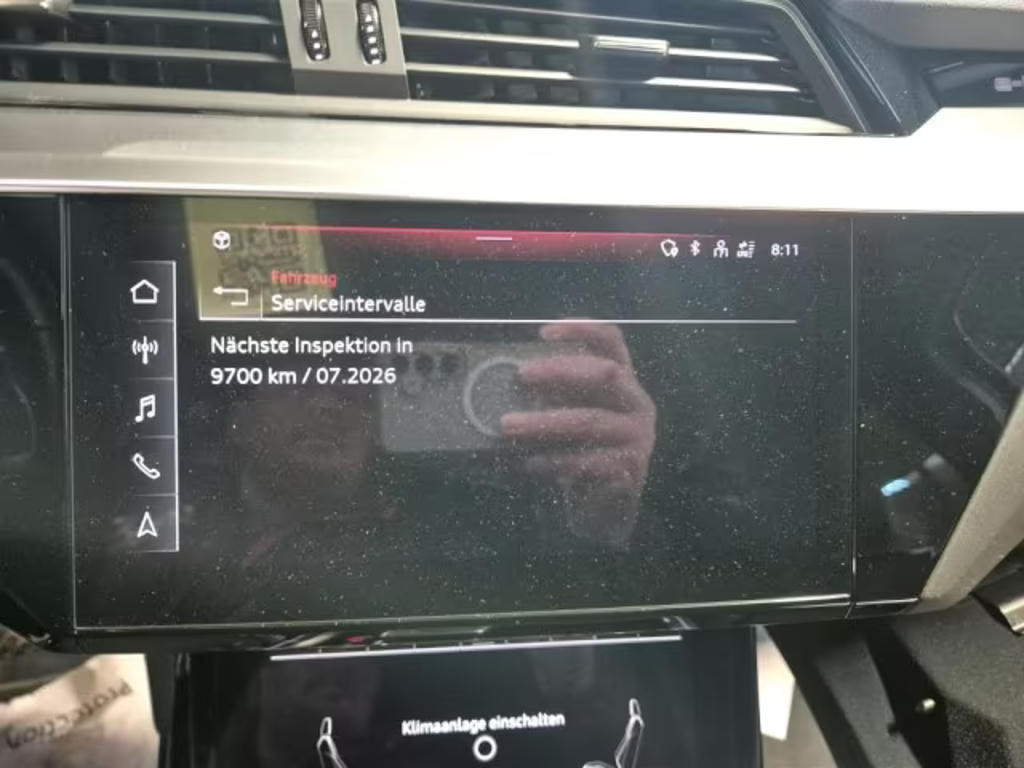 8:11
Fahrzeug
Serviceintervalle
Nächste Inspektion in
9700 km / 07.2026
Klimaanlage einschalten
Protection